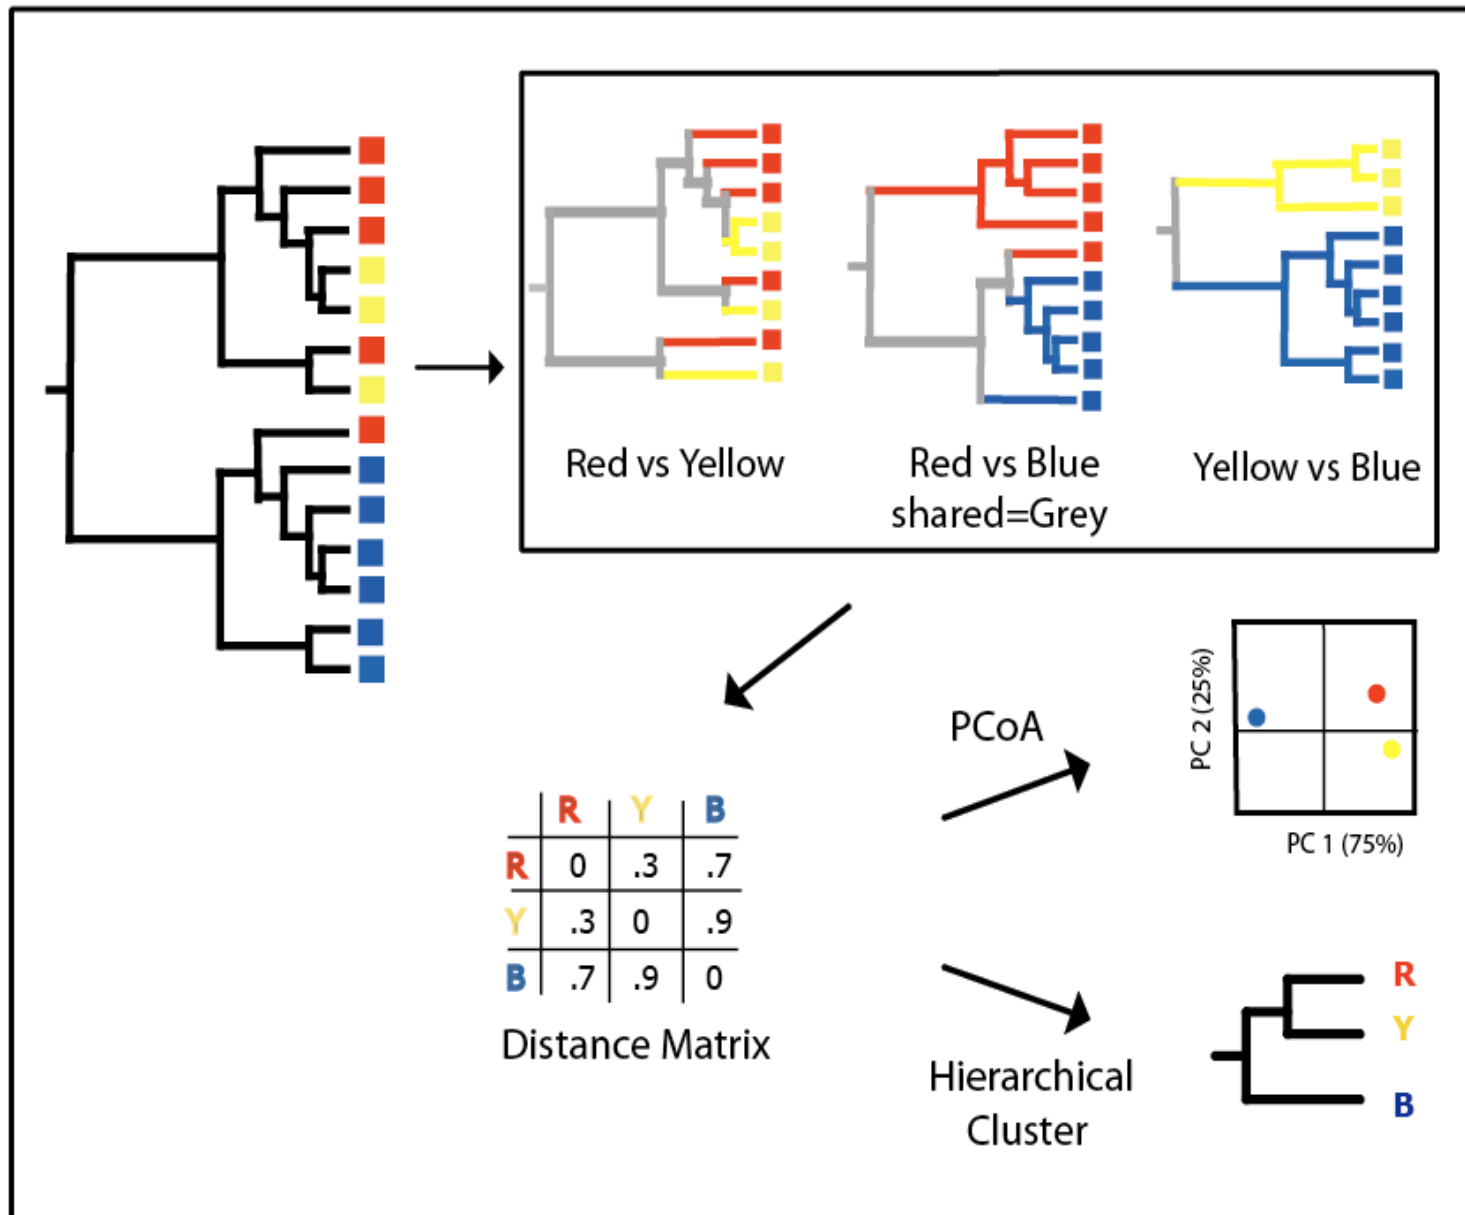 Red vs Yellow
Red vs Blue
shared=Grey
Yellow vs Blue
PCoA
PC 2 (25%)
PC 1 (75%)
R Y B
R 0 .3 .7
Y .3 0 .9
B .7 .9 0
Distance Matrix
Hierarchical
Cluster
R
Y
B